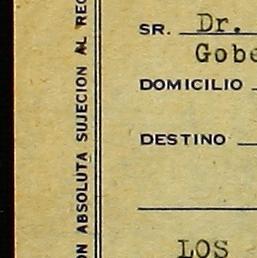 ON ABSOLUTA SUJECION AL REG
SR. Dr.
Gobe
DOMICILIO
DESTINO
LOS